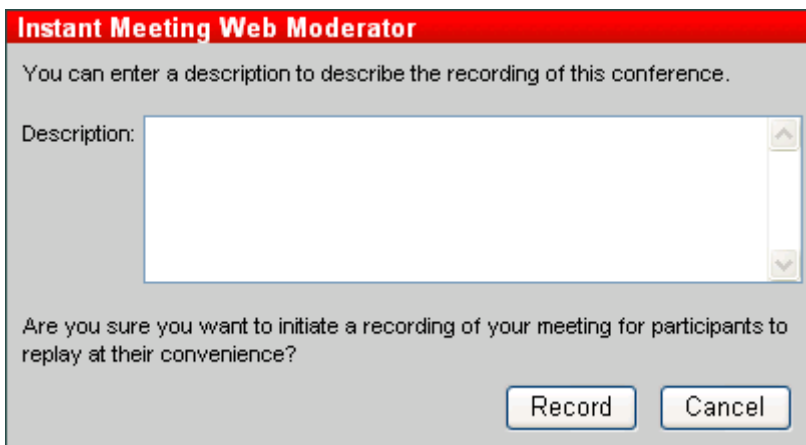 Instant Meeting Web Moderator
You can enter a description to describe the recording of this conference.
Description:
Are you sure you want to initiate a recording of your meeting for participants to
replay at their convenience?
Record Cancel